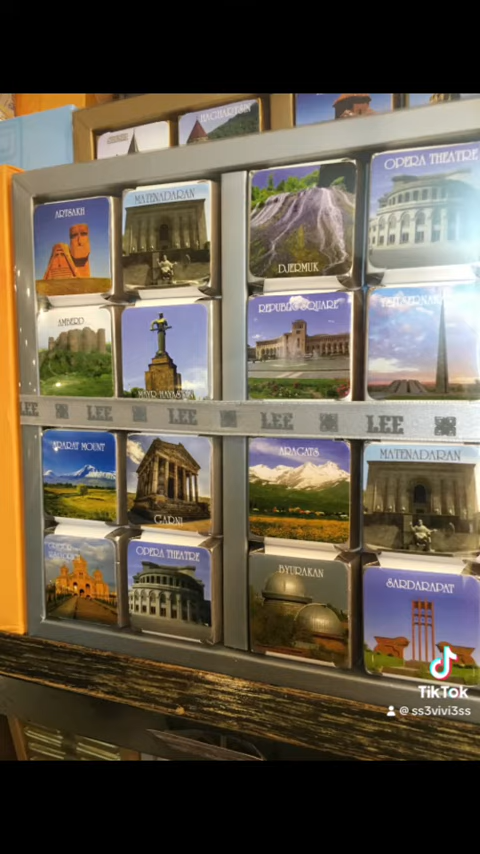 HAGHARTSIN
ARTSAKH
MATENADARAN
DJERMUK
OPERA THEATRE
AMBERD
MAYR HAYASTAN
REPUBLIC SQUARE
LEE LEE LEE LEE LEE
ARARAT MOUNT
GARNI
ARAGATS
MATENADARAN
OPERA THEATRE
BYURAKAN
SARDARAPAT
TikTok
@ss3vivi3ss